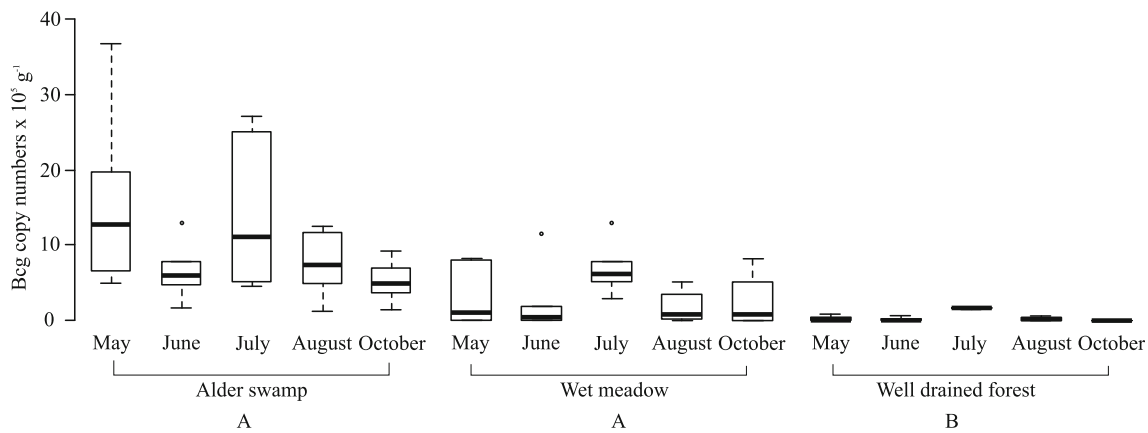 Bcg copy numbers x 10⁵ g⁻¹
40
30
20
10
0
May June July August October May June July August October May June July August October
Alder swamp Wet meadow Well drained forest
A A B